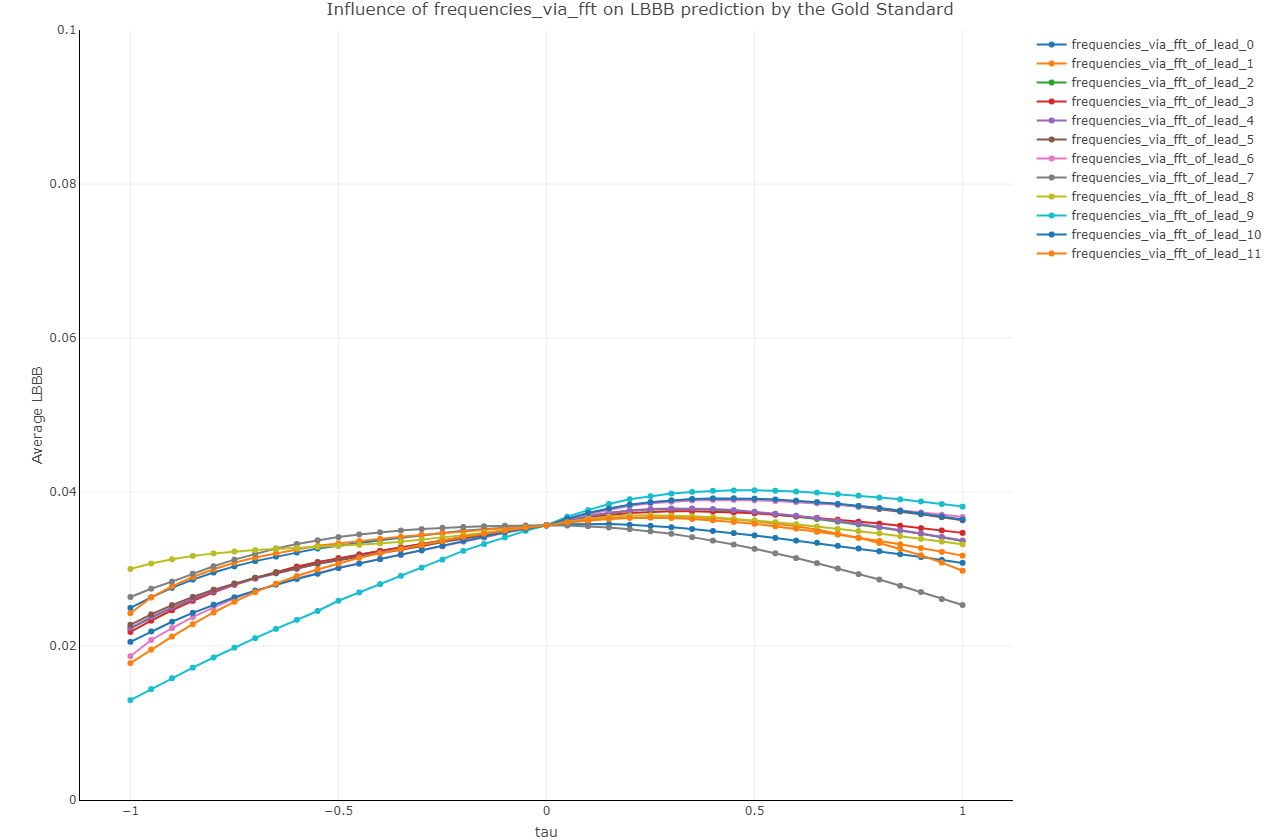 Influence of frequencies_via_fft on LBBB prediction by the Gold Standard
0.1
0.08
0.06
0.04
0.02
0
Average LBBB
−1
−0.5
0
0.5
1
tau
frequencies_via_fft_of_lead_0
frequencies_via_fft_of_lead_1
frequencies_via_fft_of_lead_2
frequencies_via_fft_of_lead_3
frequencies_via_fft_of_lead_4
frequencies_via_fft_of_lead_5
frequencies_via_fft_of_lead_6
frequencies_via_fft_of_lead_7
frequencies_via_fft_of_lead_8
frequencies_via_fft_of_lead_9
frequencies_via_fft_of_lead_10
frequencies_via_fft_of_lead_11